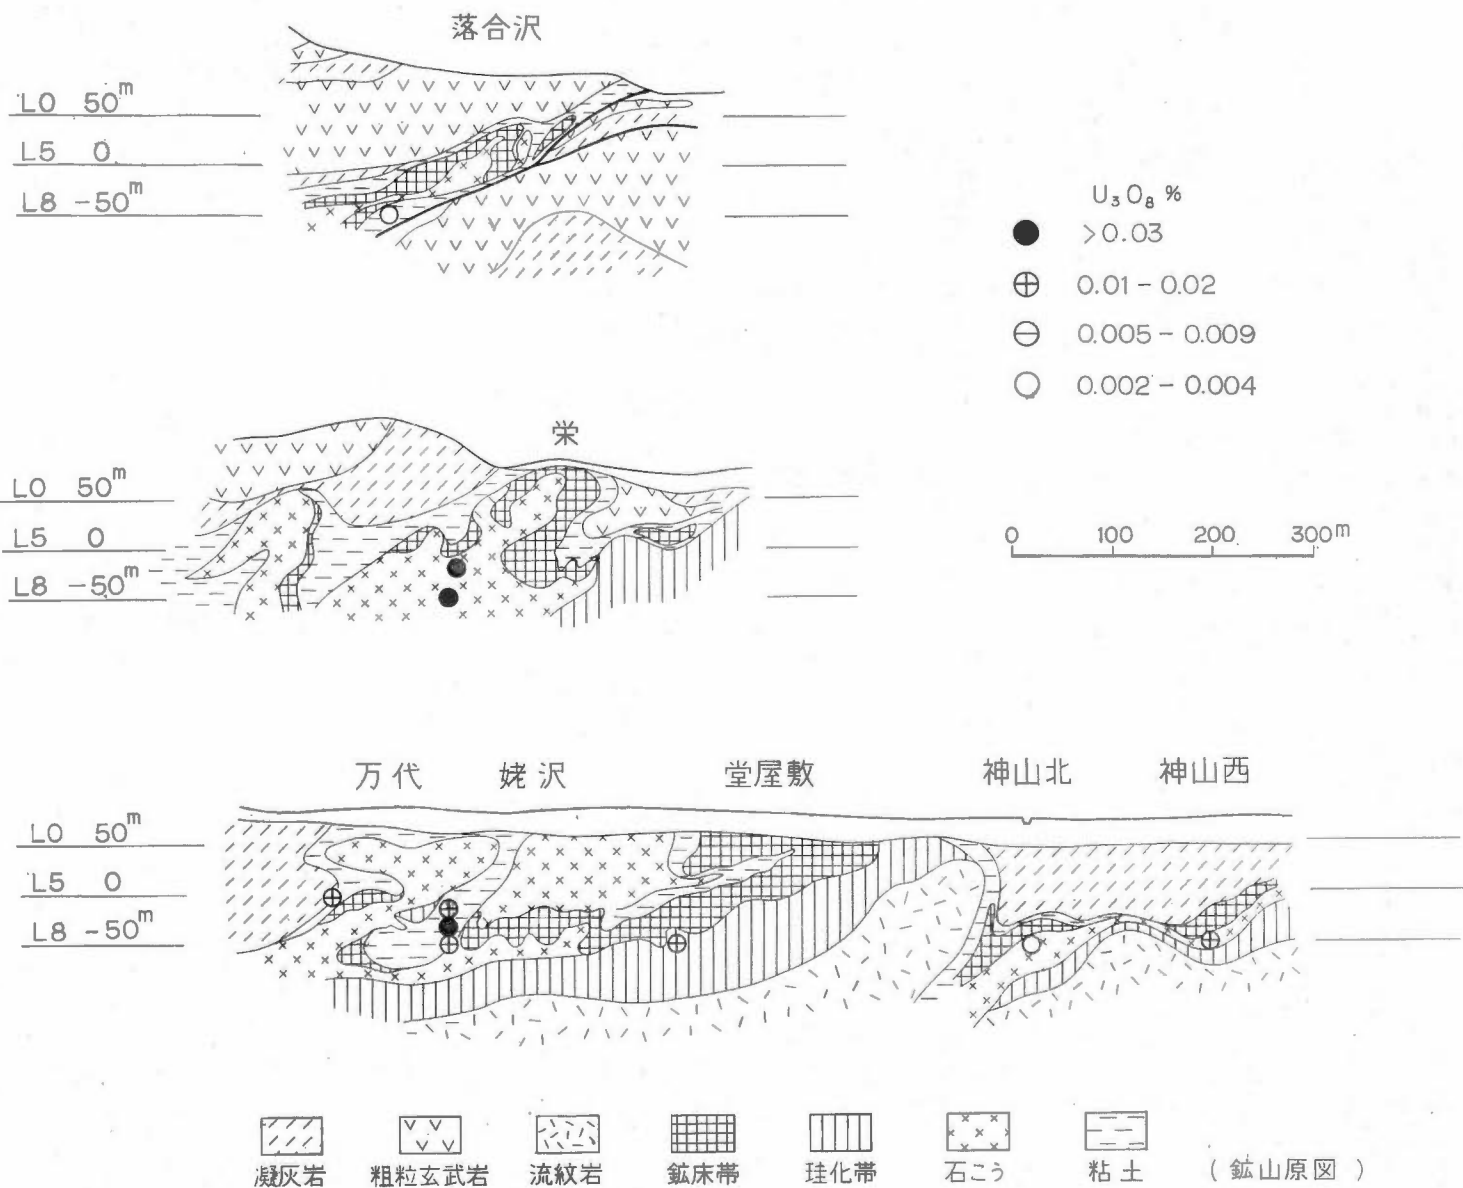 落合沢
L0 50m
L5 0
L8 -50m
U₃O₈ %
>0.03
0.01 - 0.02
0.005 - 0.009
0.002 - 0.004
栄
L0 50m
L5 0
L8 -50m
0 100 200 300m
万代 姥沢 堂屋敷 神山北 神山西
L0 50m
L5 0
L8 -50m
凝灰岩 粗粒玄武岩 流紋岩 鉱床帯 珪化帯 石こう 粘土 (鉱山原図)